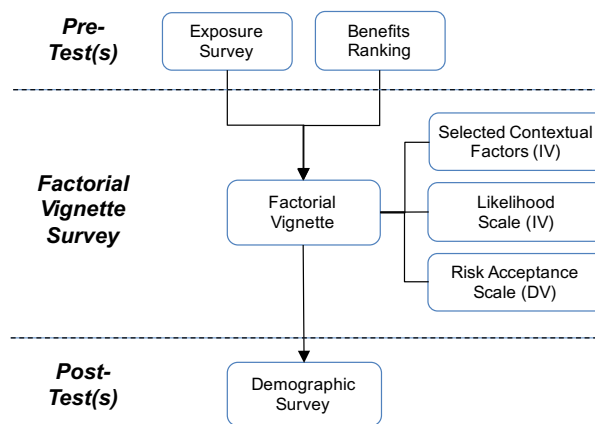 Pre-
Test(s)
Exposure
Survey
Benefits
Ranking
Factorial
Vignette
Survey
Factorial
Vignette
Selected Contextual
Factors (IV)
Likelihood
Scale (IV)
Risk Acceptance
Scale (DV)
Post-
Test(s)
Demographic
Survey